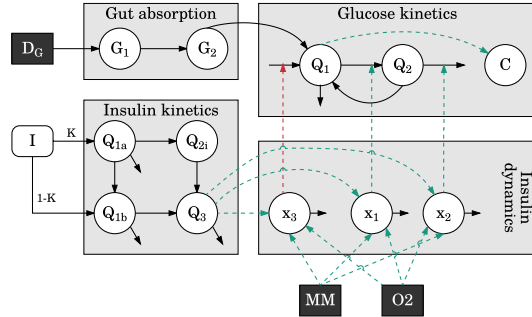 Gut absorption
Glucose kinetics
D_G
G_1
G_2
Q_1
Q_2
C
Insulin kinetics
I
K
1-K
Q_1a
Q_2i
Q_1b
Q_3
x_3
x_1
x_2
Insulin
dynamics
MM
O2